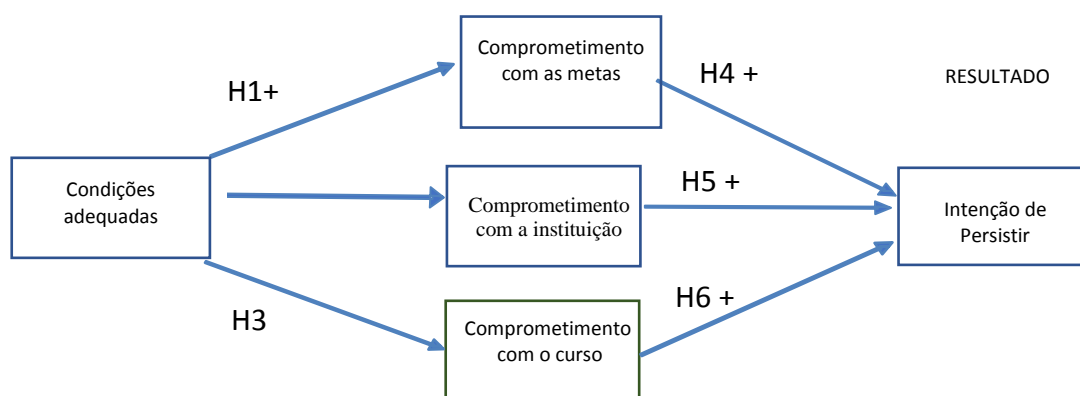 Comprometimento
com as metas
H4 +
RESULTADO
H1+
Condições
adequadas
Comprometimento
com a instituição
H5 +
Intenção de
Persistir
H3
Comprometimento
com o curso
H6 +